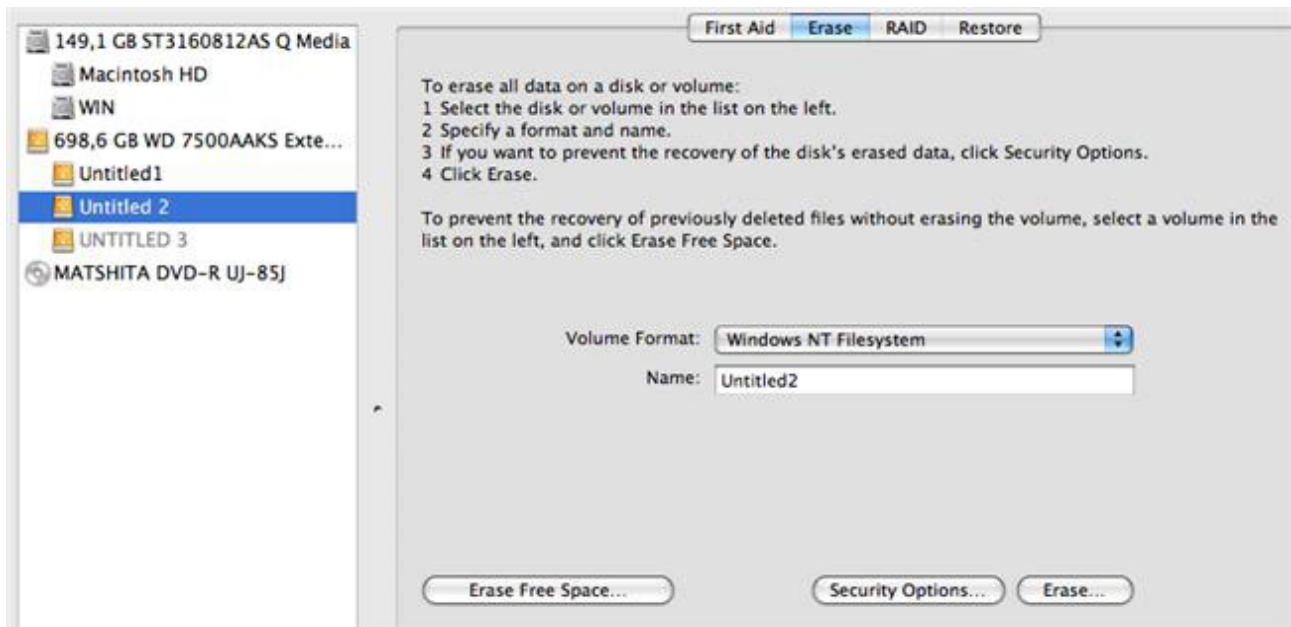 149,1 GB ST3160812AS Q Media
Macintosh HD
WIN
698,6 GB WD 7500AAKS Exte...
Untitled1
Untitled 2
UNTITLED 3
MATSHITA DVD-R UJ-85J
First Aid Erase RAID Restore
To erase all data on a disk or volume:
1 Select the disk or volume in the list on the left.
2 Specify a format and name.
3 If you want to prevent the recovery of the disk's erased data, click Security Options.
4 Click Erase.
To prevent the recovery of previously deleted files without erasing the volume, select a volume in the
list on the left, and click Erase Free Space.
Volume Format: Windows NT Filesystem
Name: Untitled2
Erase Free Space... Security Options... Erase...